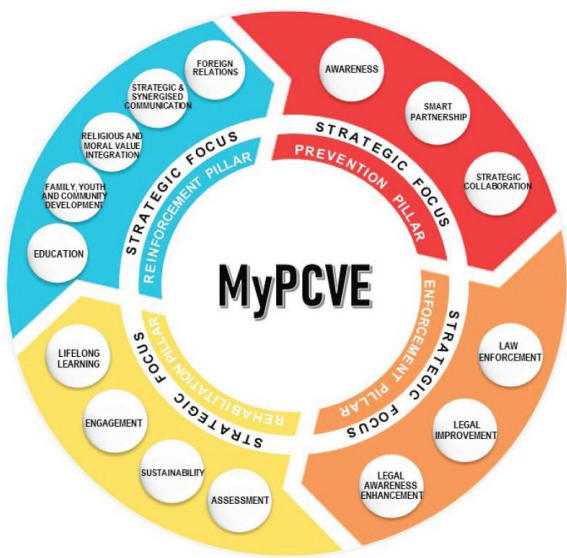 MyPCVE
PREVENTION PILLAR
STRATEGIC FOCUS
AWARENESS
SMART
PARTNERSHIP
STRATEGIC
COLLABORATION
ENFORCEMENT PILLAR
STRATEGIC FOCUS
LAW
ENFORCEMENT
LEGAL
IMPROVEMENT
LEGAL
AWARENESS
ENHANCEMENT
REHABILITATION PILLAR
STRATEGIC FOCUS
ASSESSMENT
SUSTAINABILITY
ENGAGEMENT
LIFELONG
LEARNING
REINFORCEMENT PILLAR
STRATEGIC FOCUS
EDUCATION
FAMILY, YOUTH
AND COMMUNITY
DEVELOPMENT
RELIGIOUS AND
MORAL VALUE
INTEGRATION
STRATEGIC &
SYNERGISED
COMMUNICATION
FOREIGN
RELATIONS